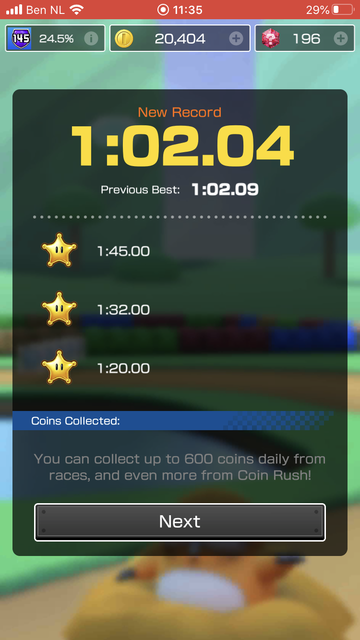 Ben NL 11:35 29%
145 24.5% i 20,404 + 196 +
New Record
1:02.04
Previous Best: 1:02.09
1:45.00
1:32.00
1:20.00
Coins Collected:
You can collect up to 600 coins daily from
races, and even more from Coin Rush!
Next